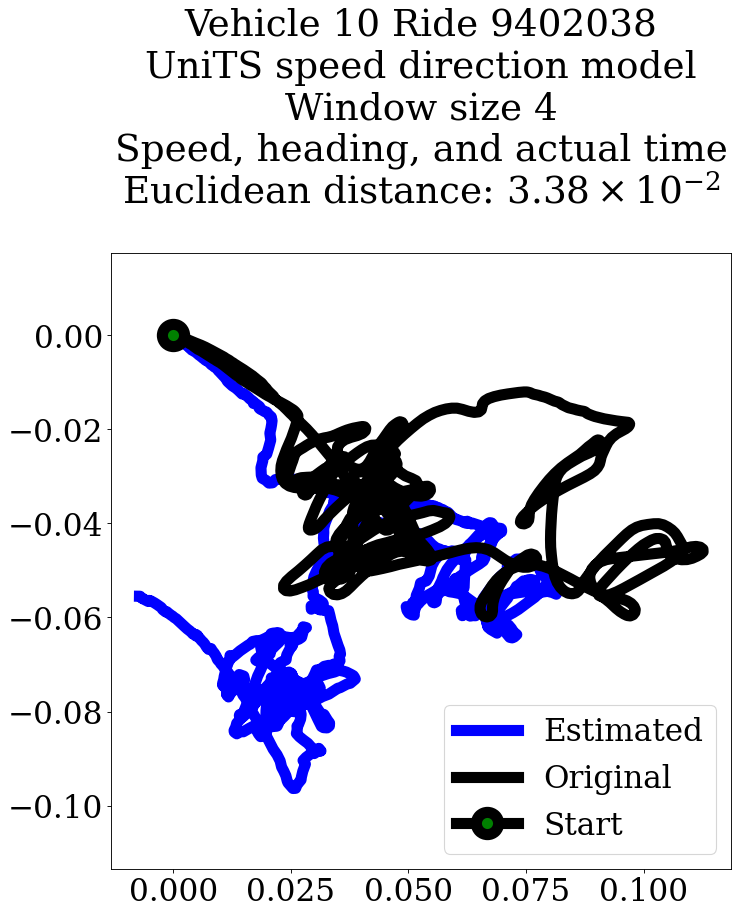 Vehicle 10 Ride 9402038
UniTS speed direction model
Window size 4
Speed, heading, and actual time
Euclidean distance: 3.38 × 10⁻²
0.00
−0.02
−0.04
−0.06
−0.08
−0.10
Estimated
Original
Start
0.000 0.025 0.050 0.075 0.100